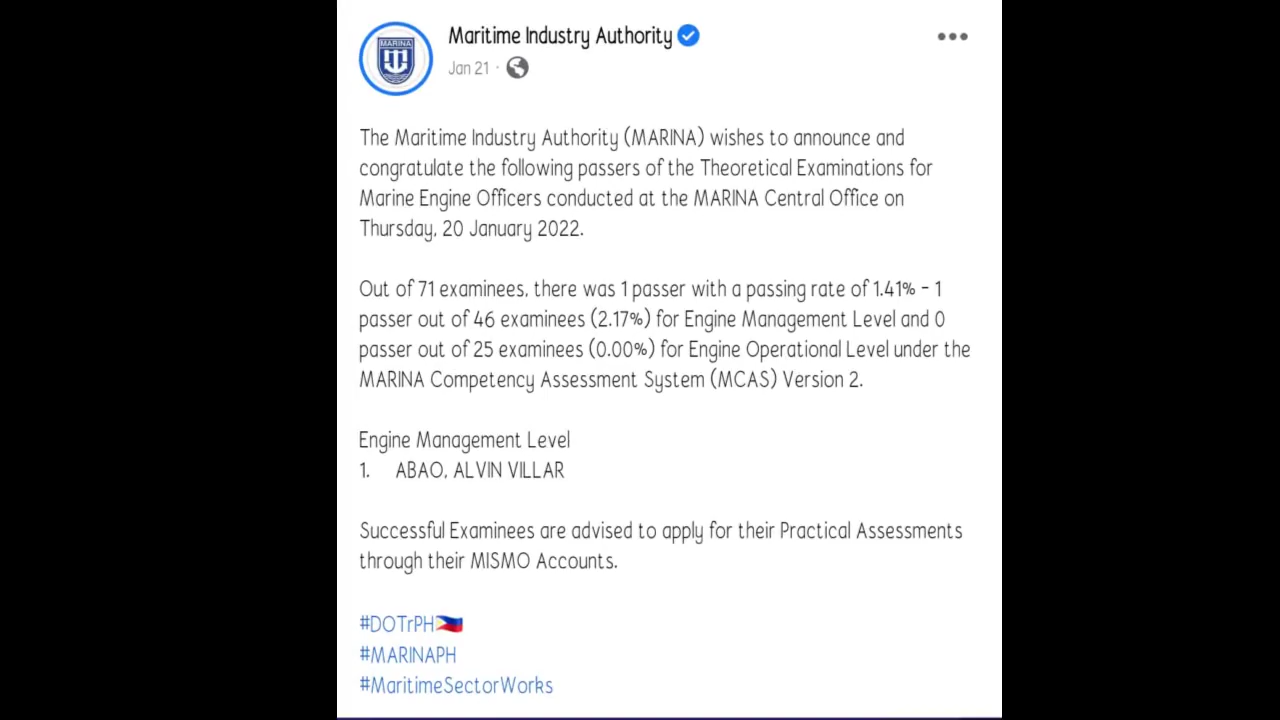 Maritime Industry Authority
Jan 21 ·
MARINA
The Maritime Industry Authority (MARINA) wishes to announce and
congratulate the following passers of the Theoretical Examinations for
Marine Engine Officers conducted at the MARINA Central Office on
Thursday, 20 January 2022.
Out of 71 examinees, there was 1 passer with a passing rate of 1.41% - 1
passer out of 46 examinees (2.17%) for Engine Management Level and 0
passer out of 25 examinees (0.00%) for Engine Operational Level under the
MARINA Competency Assessment System (MCAS) Version 2.
Engine Management Level
1. ABAO, ALVIN VILLAR
Successful Examinees are advised to apply for their Practical Assessments
through their MISMO Accounts.
#DOTrPH🇵🇭
#MARINAPH
#MaritimeSectorWorks